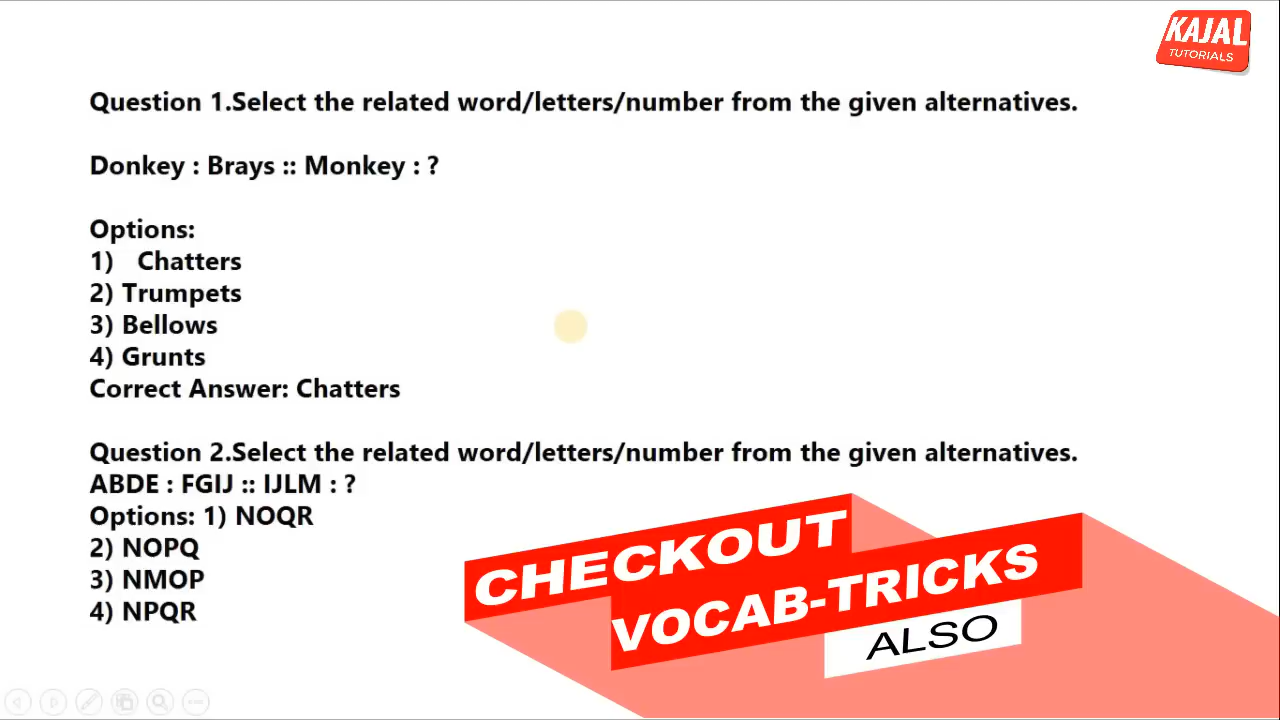 KAJAL
TUTORIALS
Question 1.Select the related word/letters/number from the given alternatives.
Donkey : Brays :: Monkey : ?
Options:
1) Chatters
2) Trumpets
3) Bellows
4) Grunts
Correct Answer: Chatters
Question 2.Select the related word/letters/number from the given alternatives.
ABDE : FGIJ :: IJLM : ?
Options: 1) NOQR
2) NOPQ
3) NMOP
4) NPQR
CHECKOUT
VOCAB-TRICKS
ALSO